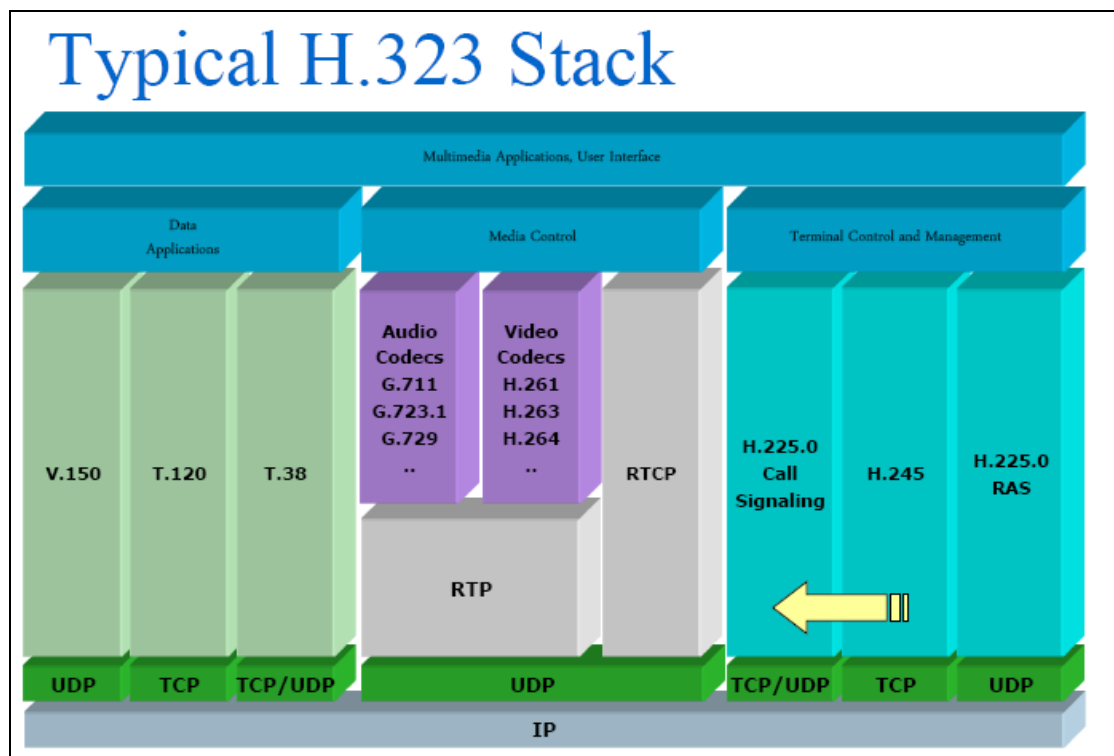 Typical H.323 Stack
Multimedia Applications, User Interface
Data
Applications
Media Control
Terminal Control and Management
V.150
T.120
T.38
Audio
Codecs
G.711
G.723.1
G.729
..
Video
Codecs
H.261
H.263
H.264
..
RTP
RTCP
H.225.0
Call
Signaling
H.245
H.225.0
RAS
UDP
TCP
TCP/UDP
UDP
TCP/UDP
TCP
UDP
IP